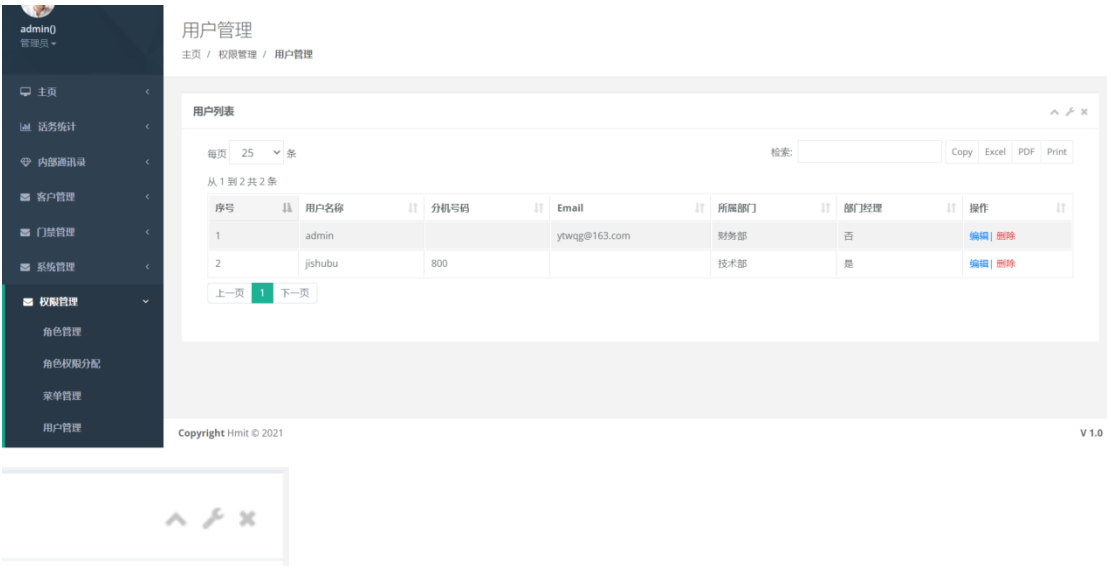 admin()
管理员
主页
话务统计
内部通讯录
客户管理
门禁管理
系统管理
权限管理
角色管理
角色权限分配
菜单管理
用户管理
用户管理
主页 / 权限管理 / 用户管理
用户列表
每页 25 条 检索: Copy Excel PDF Print
从 1 到 2 共 2 条
序号 用户名称 分机号码 Email 所属部门 部门经理 操作
1 admin ytwqg@163.com 财务部 否 编辑| 删除
2 jishubu 800 技术部 是 编辑| 删除
上一页 1 下一页
Copyright Hmit © 2021 V 1.0